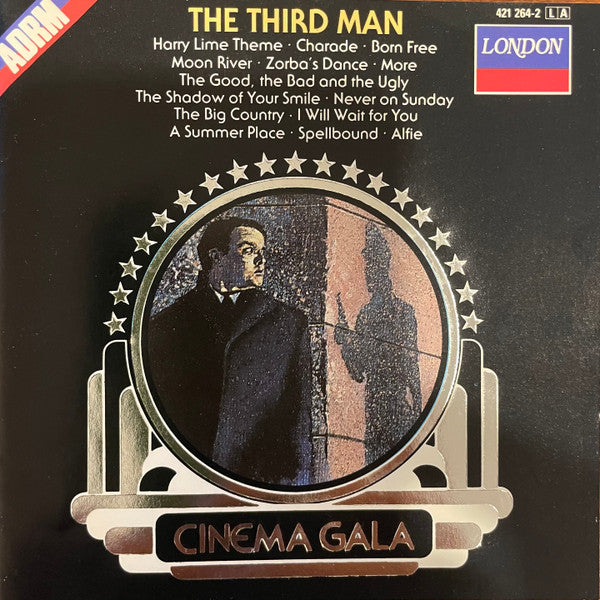 ADRM
THE THIRD MAN
421 264-2 LA
Harry Lime Theme · Charade · Born Free
LONDON
Moon River · Zorba's Dance · More
The Good, the Bad and the Ugly
The Shadow of Your Smile · Never on Sunday
The Big Country · I Will Wait for You
A Summer Place · Spellbound · Alfie
CINEMA GALA